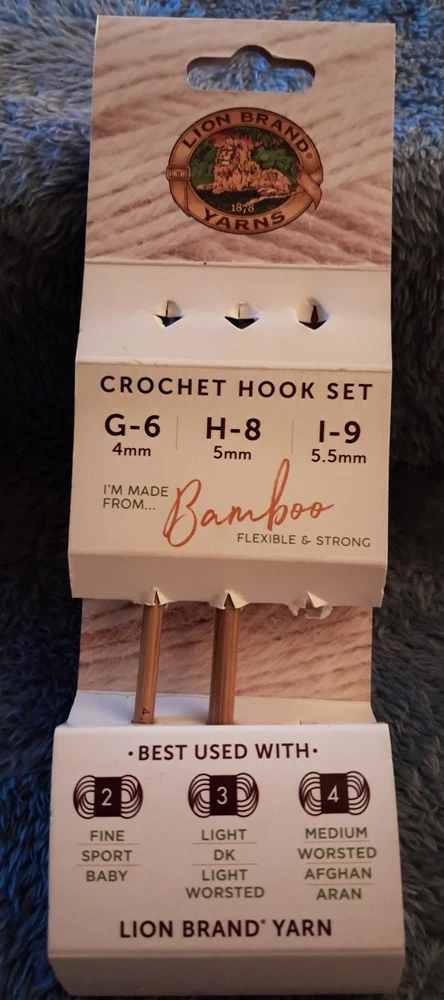 LION BRAND®
1878
YARNS
CROCHET HOOK SET
G-6 H-8 I-9
4mm 5mm 5.5mm
I'M MADE
FROM...
Bamboo
FLEXIBLE & STRONG
4
•BEST USED WITH•
2 3 4
FINE LIGHT MEDIUM
SPORT DK WORSTED
BABY LIGHT AFGHAN
WORSTED ARAN
LION BRAND® YARN